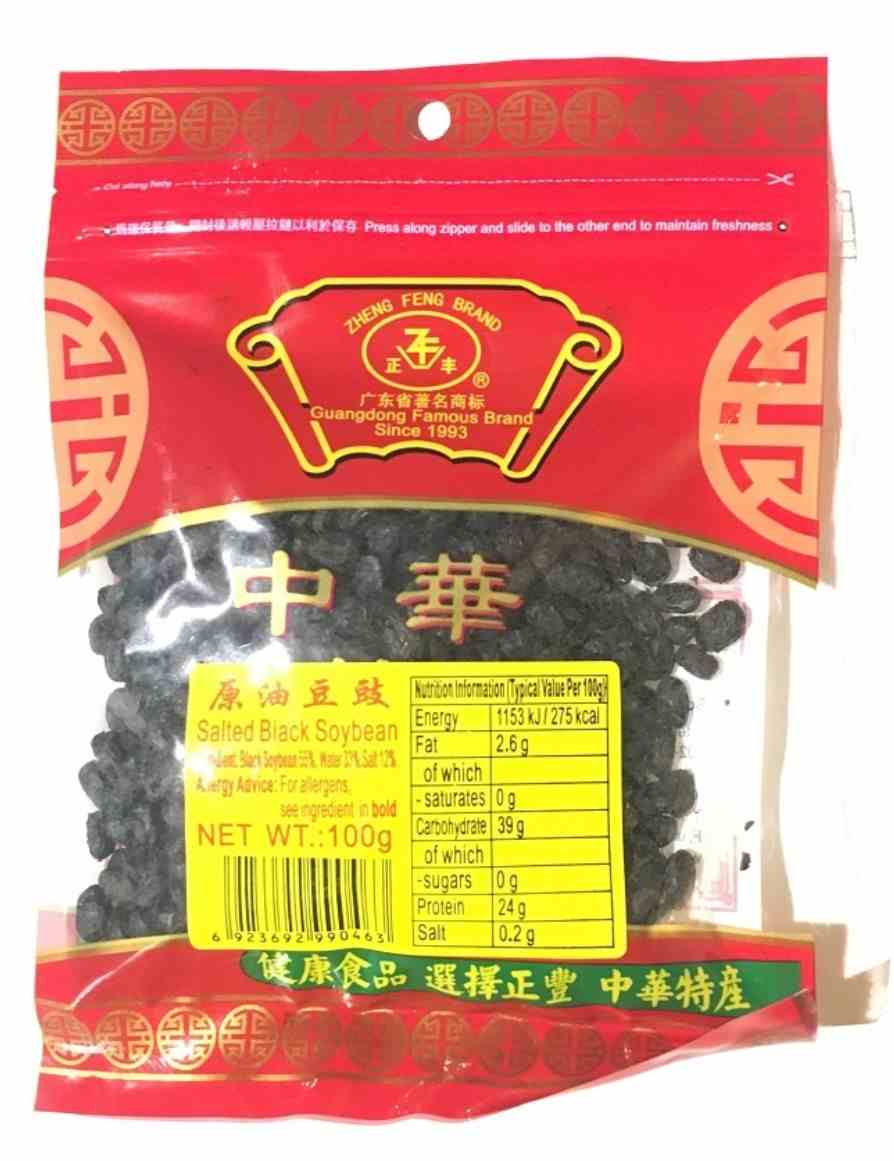 Cut along here
開封後請輕壓拉鏈以利於保存 Press along zipper and slide to the other end to maintain freshness
ZHENG FENG BRAND
正 丰
®
广东省著名商标
Guangdong Famous Brand
Since 1993
中華
原油豆豉
Salted Black Soybean
Black Soybean 55%, Water 33%, Salt 12%
Allergy Advice: For allergens,
see ingredient in bold
NET WT.:100g
6 923692 990463
Nutrition Information (Typical Value Per 100g)
Energy 1153 kJ / 275 kcal
Fat 2.6 g
of which
- saturates 0 g
Carbohydrate 39 g
of which
-sugars 0 g
Protein 24 g
Salt 0.2 g
健康食品 選擇正豐 中華特産